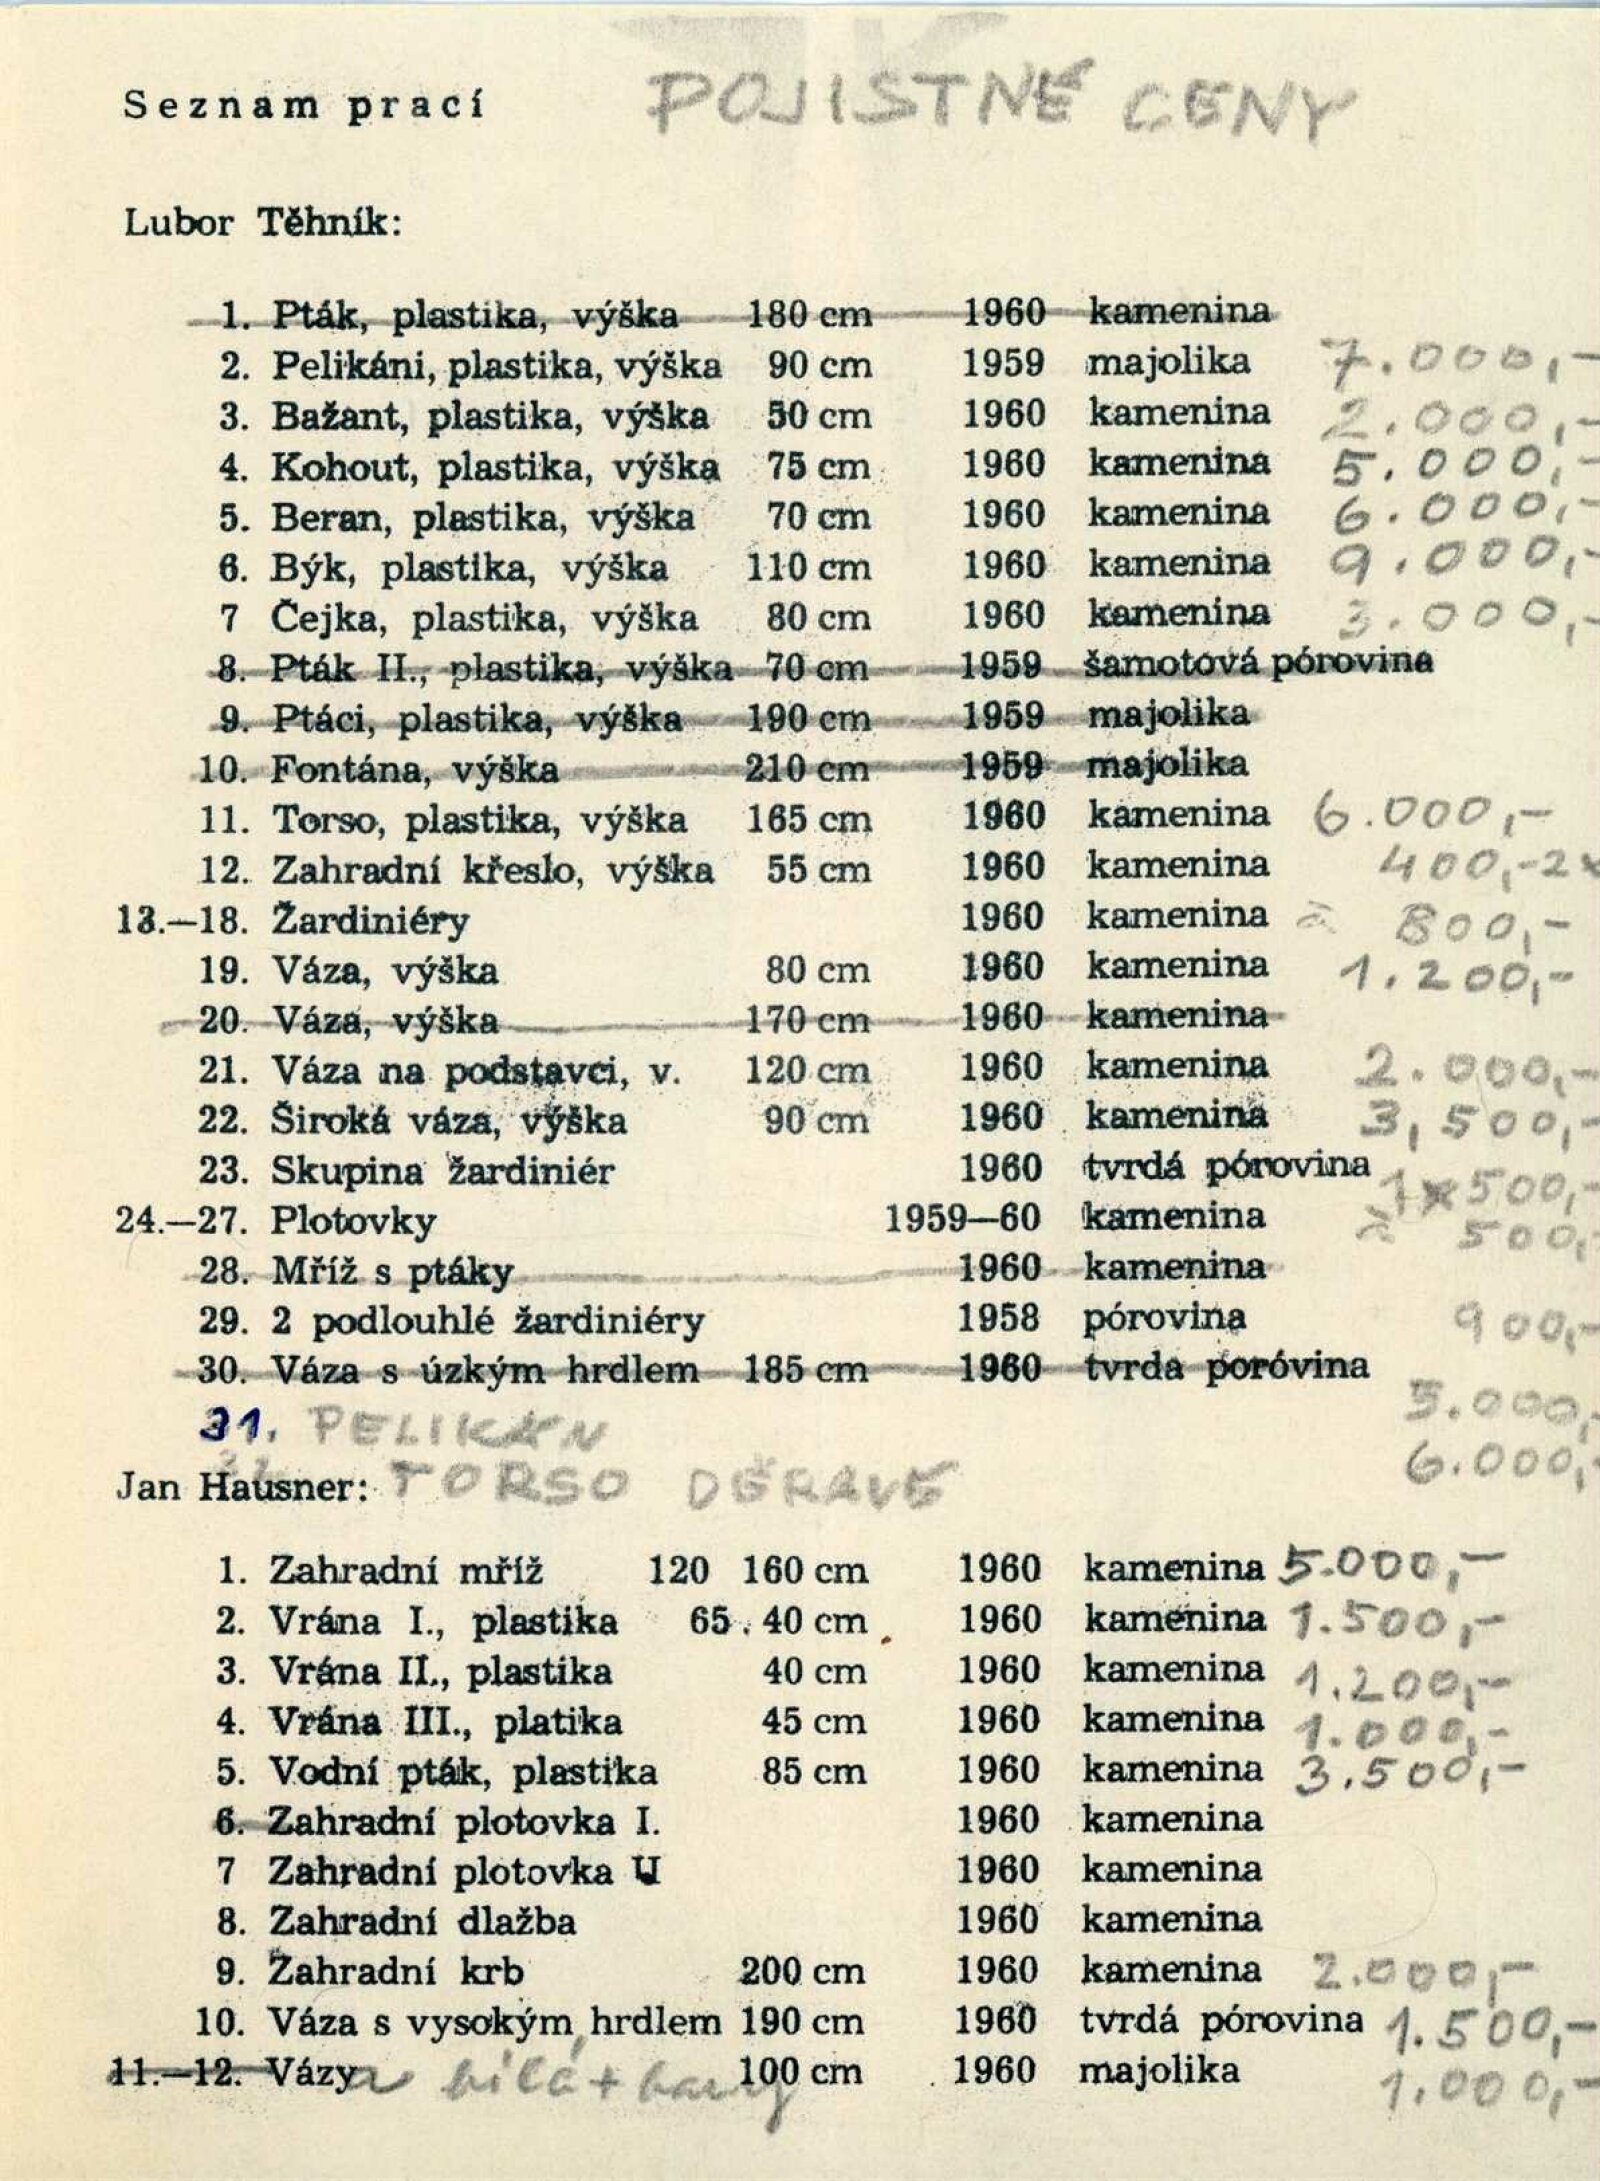 Seznam prací POJISTNÉ CENY
Lubor Těhník:
1. Pták, plastika, výška 180 cm 1960 kamenina
2. Pelikáni, plastika, výška 90 cm 1959 majolika 7.000,-
3. Bažant, plastika, výška 50 cm 1960 kamenina 2.000,-
4. Kohout, plastika, výška 75 cm 1960 kamenina 5.000,-
5. Beran, plastika, výška 70 cm 1960 kamenina 6.000,-
6. Býk, plastika, výška 110 cm 1960 kamenina 9.000,-
7 Čejka, plastika, výška 80 cm 1960 kamenina 3.000,-
8. Pták II., plastika, výška 70 cm 1959 šamotová pórovina
9. Ptáci, plastika, výška 190 cm 1959 majolika
10. Fontána, výška 210 cm 1959 majolika
11. Torso, plastika, výška 165 cm 1960 kamenina 6.000,-
12. Zahradní křeslo, výška 55 cm 1960 kamenina 400,- 2x
13.—18. Žardiniéry 1960 kamenina à 800,-
19. Váza, výška 80 cm 1960 kamenina 1.200,-
20. Váza, výška 170 cm 1960 kamenina
21. Váza na podstavci, v. 120 cm 1960 kamenina 2.000,-
22. Široká váza, výška 90 cm 1960 kamenina 3,500,-
23. Skupina žardiniér 1960 tvrdá pórovina 1x500,-
24.—27. Plotovky 1959—60 kamenina à 500,-
28. Mříž s ptáky 1960 kamenina
29. 2 podlouhlé žardiniéry 1958 pórovina 900,-
30. Váza s úzkým hrdlem 185 cm 1960 tvrda poróvina
31. PELIKÁN 5.000,-
Jan Hausner: TORSO DĚRAVÉ 6.000,-
1. Zahradní mříž 120 160 cm 1960 kamenina 5.000,-
2. Vrána I., plastika 65 . 40 cm 1960 kamenina 1.500,-
3. Vrána II., plastika 40 cm 1960 kamenina 1.200,-
4. Vrána III., platika 45 cm 1960 kamenina 1.000,-
5. Vodní pták, plastika 85 cm 1960 kamenina 3.500,-
6. Zahradní plotovka I. 1960 kamenina
7 Zahradní plotovka U 1960 kamenina
8. Zahradní dlažba 1960 kamenina
9. Zahradní krb 200 cm 1960 kamenina 2.000,-
10. Váza s vysokým hrdlem 190 cm 1960 tvrdá pórovina 1.500,-
11.—12. Vázy bílá + 100 cm 1960 majolika 1.000,-